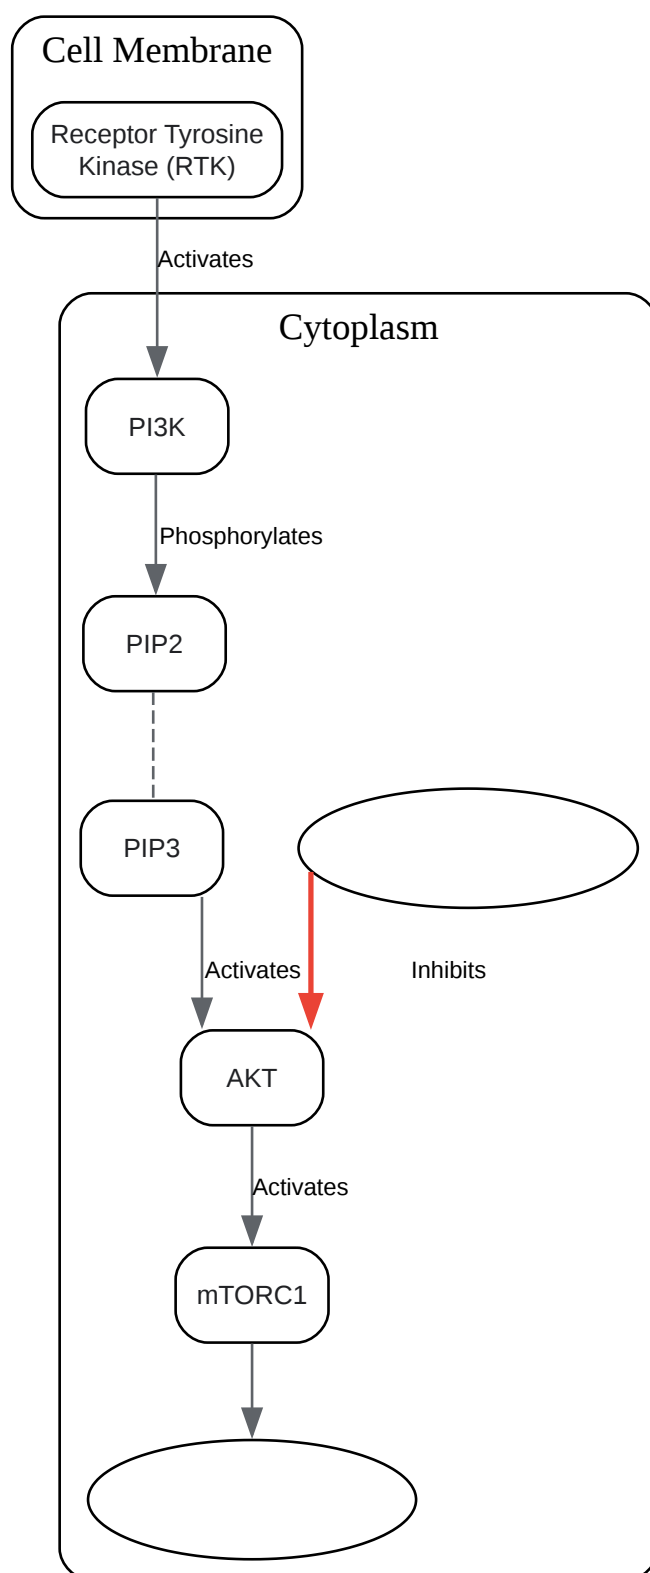 Cell Membrane
Receptor Tyrosine
Kinase (RTK)
Activates
Cytoplasm
PI3K
Phosphorylates
PIP2
PIP3
Activates
Inhibits
AKT
Activates
mTORC1